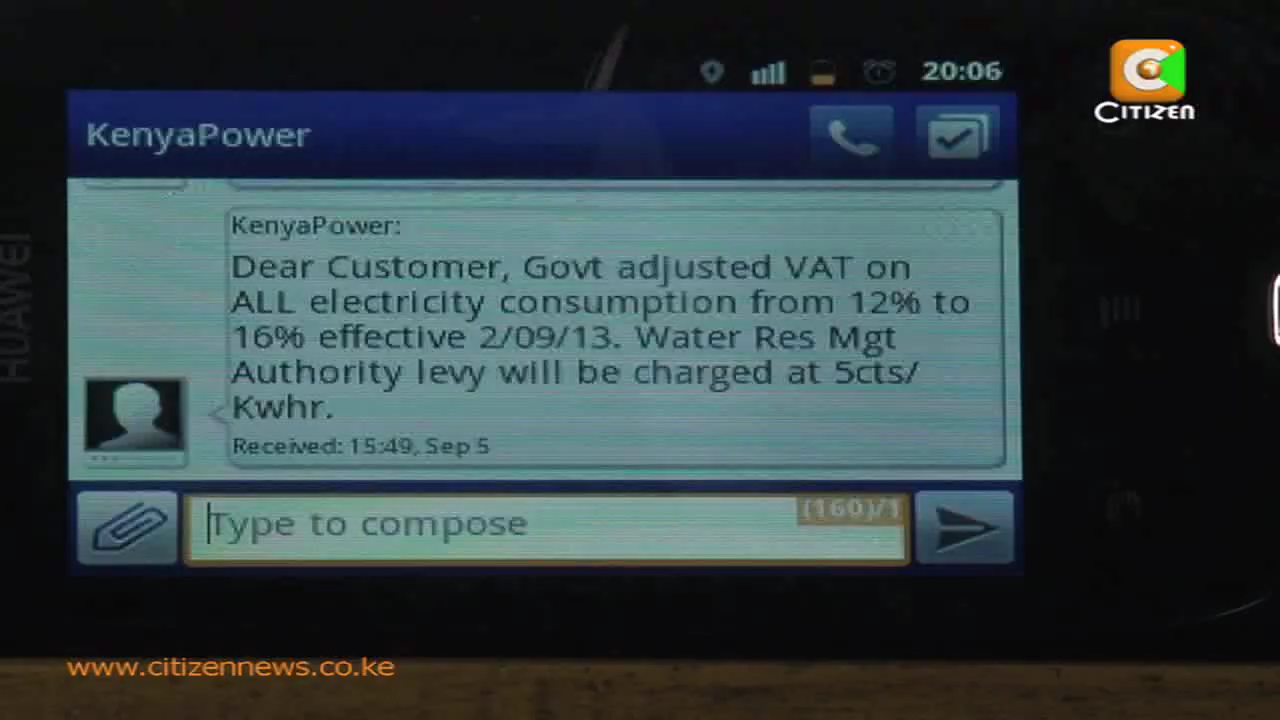 20:06
CITIZEN
KenyaPower
KenyaPower:
Dear Customer, Govt adjusted VAT on
ALL electricity consumption from 12% to
16% effective 2/09/13. Water Res Mgt
Authority levy will be charged at 5cts/
Kwhr.
Received: 15:49, Sep 5
Type to compose
(160)/1
HUAWEI
www.citizennews.co.ke